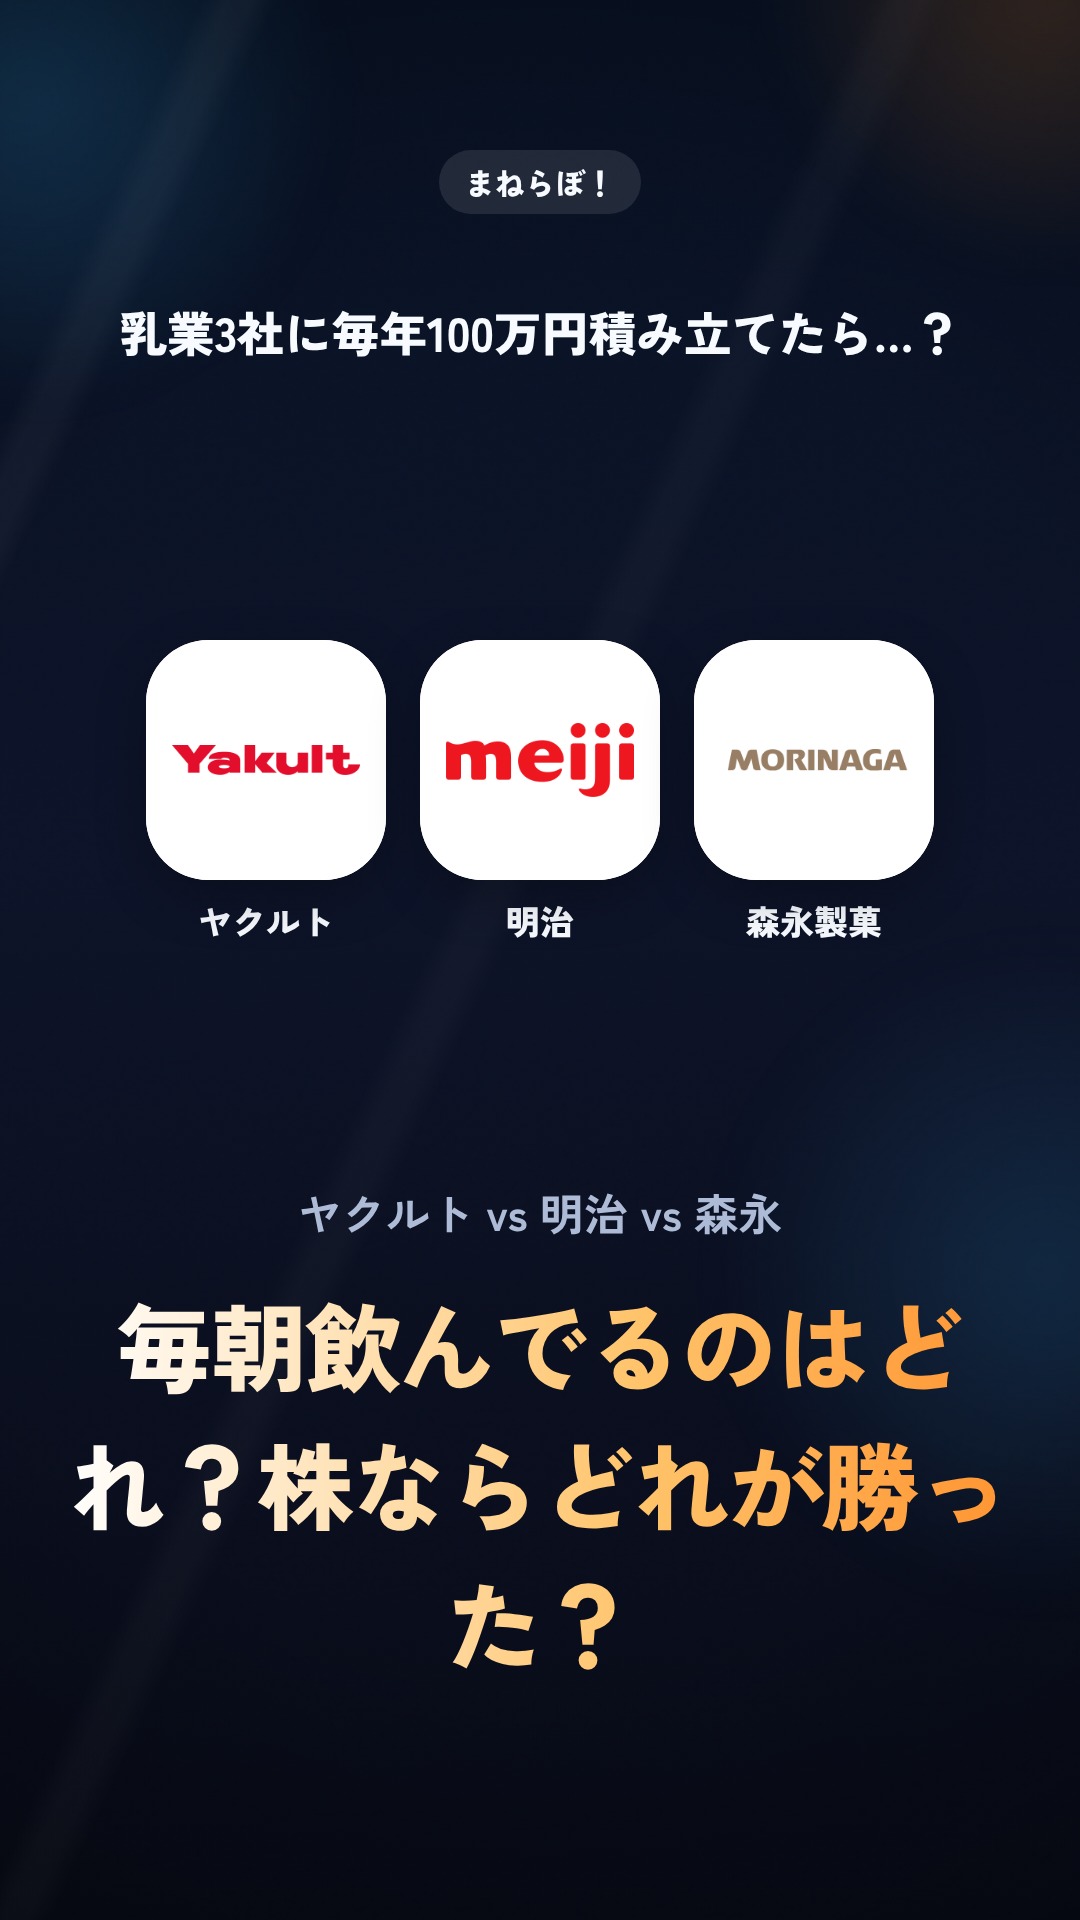 まねらぼ！
乳業3社に毎年100万円積み立てたら…？
Yakult
meiji
MORINAGA
ヤクルト
明治
森永製菓
ヤクルト vs 明治 vs 森永
毎朝飲んでるのはど
れ？株ならどれが勝っ
た？